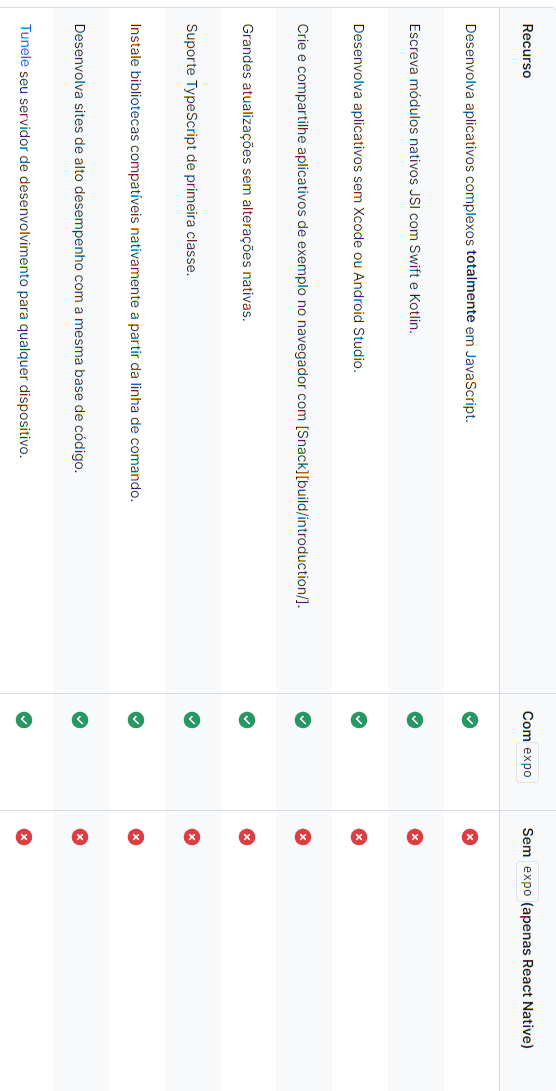 Recurso Com expo Sem expo (apenas React Native)
Desenvolva aplicativos complexos totalmente em JavaScript.
Escreva módulos nativos JSI com Swift e Kotlin.
Desenvolva aplicativos sem Xcode ou Android Studio.
Crie e compartilhe aplicativos de exemplo no navegador com [Snack][build/introduction/].
Grandes atualizações sem alterações nativas.
Suporte TypeScript de primeira classe.
Instale bibliotecas compatíveis nativamente a partir da linha de comando.
Desenvolva sites de alto desempenho com a mesma base de código.
Tunele seu servidor de desenvolvimento para qualquer dispositivo.